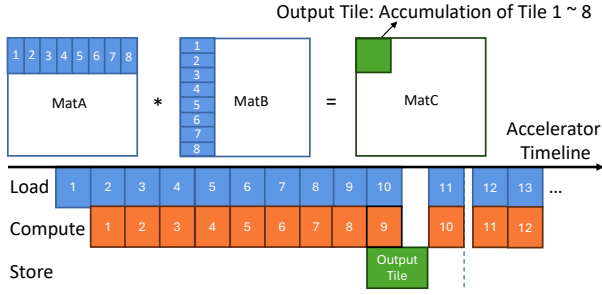 Output Tile: Accumulation of Tile 1 ~ 8
1 2 3 4 5 6 7 8
MatA
*
1
2
3
4
5
6
7
8
MatB
=
MatC
Accelerator
Timeline
Load 1 2 3 4 5 6 7 8 9 10 11 12 13 ...
Compute 1 2 3 4 5 6 7 8 9 10 11 12
Store Output
Tile